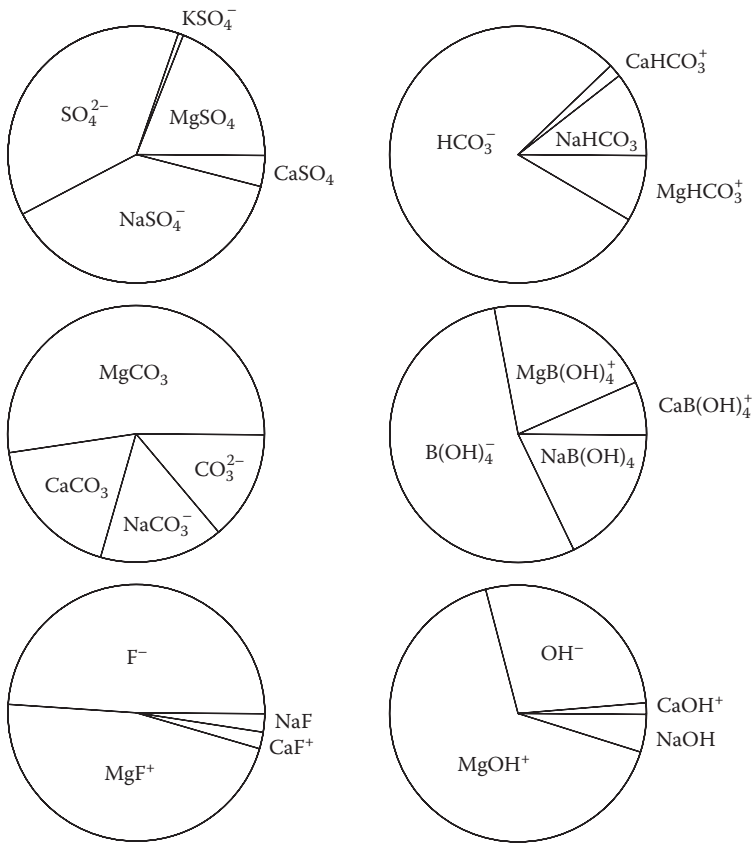 KSO₄⁻
SO₄²⁻
MgSO₄
CaSO₄
NaSO₄⁻
CaHCO₃⁺
HCO₃⁻
NaHCO₃
MgHCO₃⁺
MgCO₃
CO₃²⁻
CaCO₃
NaCO₃⁻
MgB(OH)₄⁺
CaB(OH)₄⁺
B(OH)₄⁻
NaB(OH)₄
F⁻
NaF
CaF⁺
MgF⁺
OH⁻
CaOH⁺
NaOH
MgOH⁺